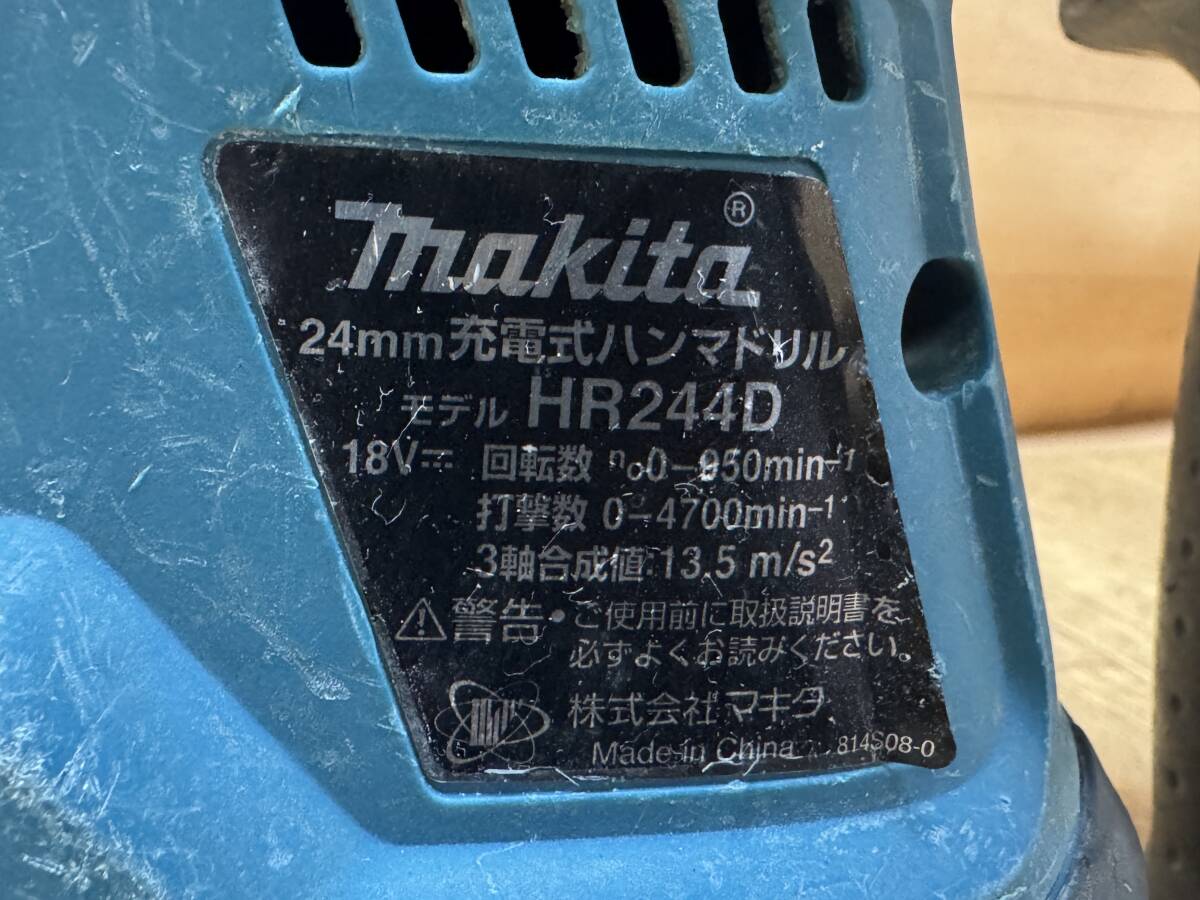 makita®
24mm充電式ハンマドリル
モデル HR244D
18V⎓ 回転数 n₀0-950min⁻¹
打撃数 0-4700min⁻¹
3軸合成値:13.5 m/s²
⚠警告・ご使用前に取扱説明書を
必ずよくお読みください。
株式会社 マキタ
Made in China 814S08-0